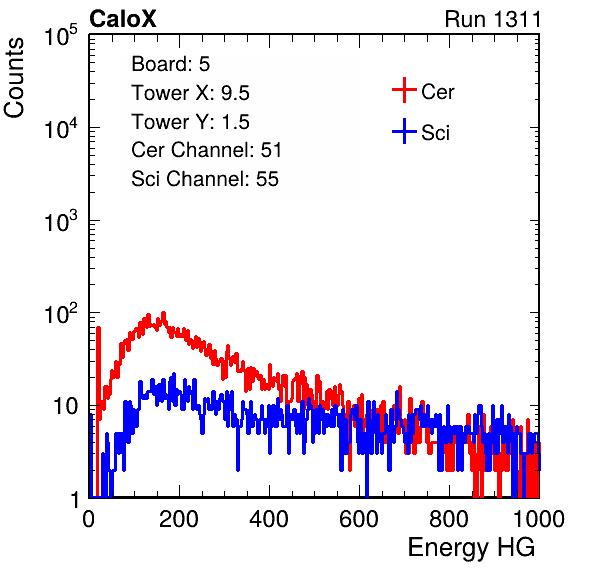 CaloX Run 1311
Counts
Board: 5
Tower X: 9.5
Tower Y: 1.5
Cer Channel: 51
Sci Channel: 55
Cer
Sci
10^5
10^4
10^3
10^2
10
1
0 200 400 600 800 1000
Energy HG